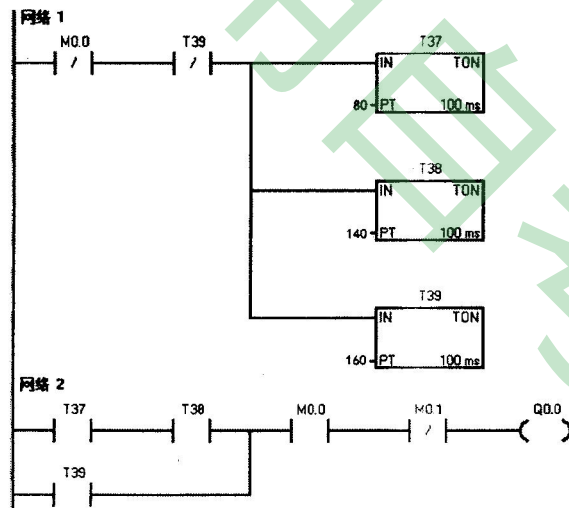 网络 1
M0.0 T39 T37
IN TON
80 PT 100 ms
T38
IN TON
140 PT 100 ms
T39
IN TON
160 PT 100 ms
网络 2
T37 T38 M0.0 M0.1 Q0.0
T39